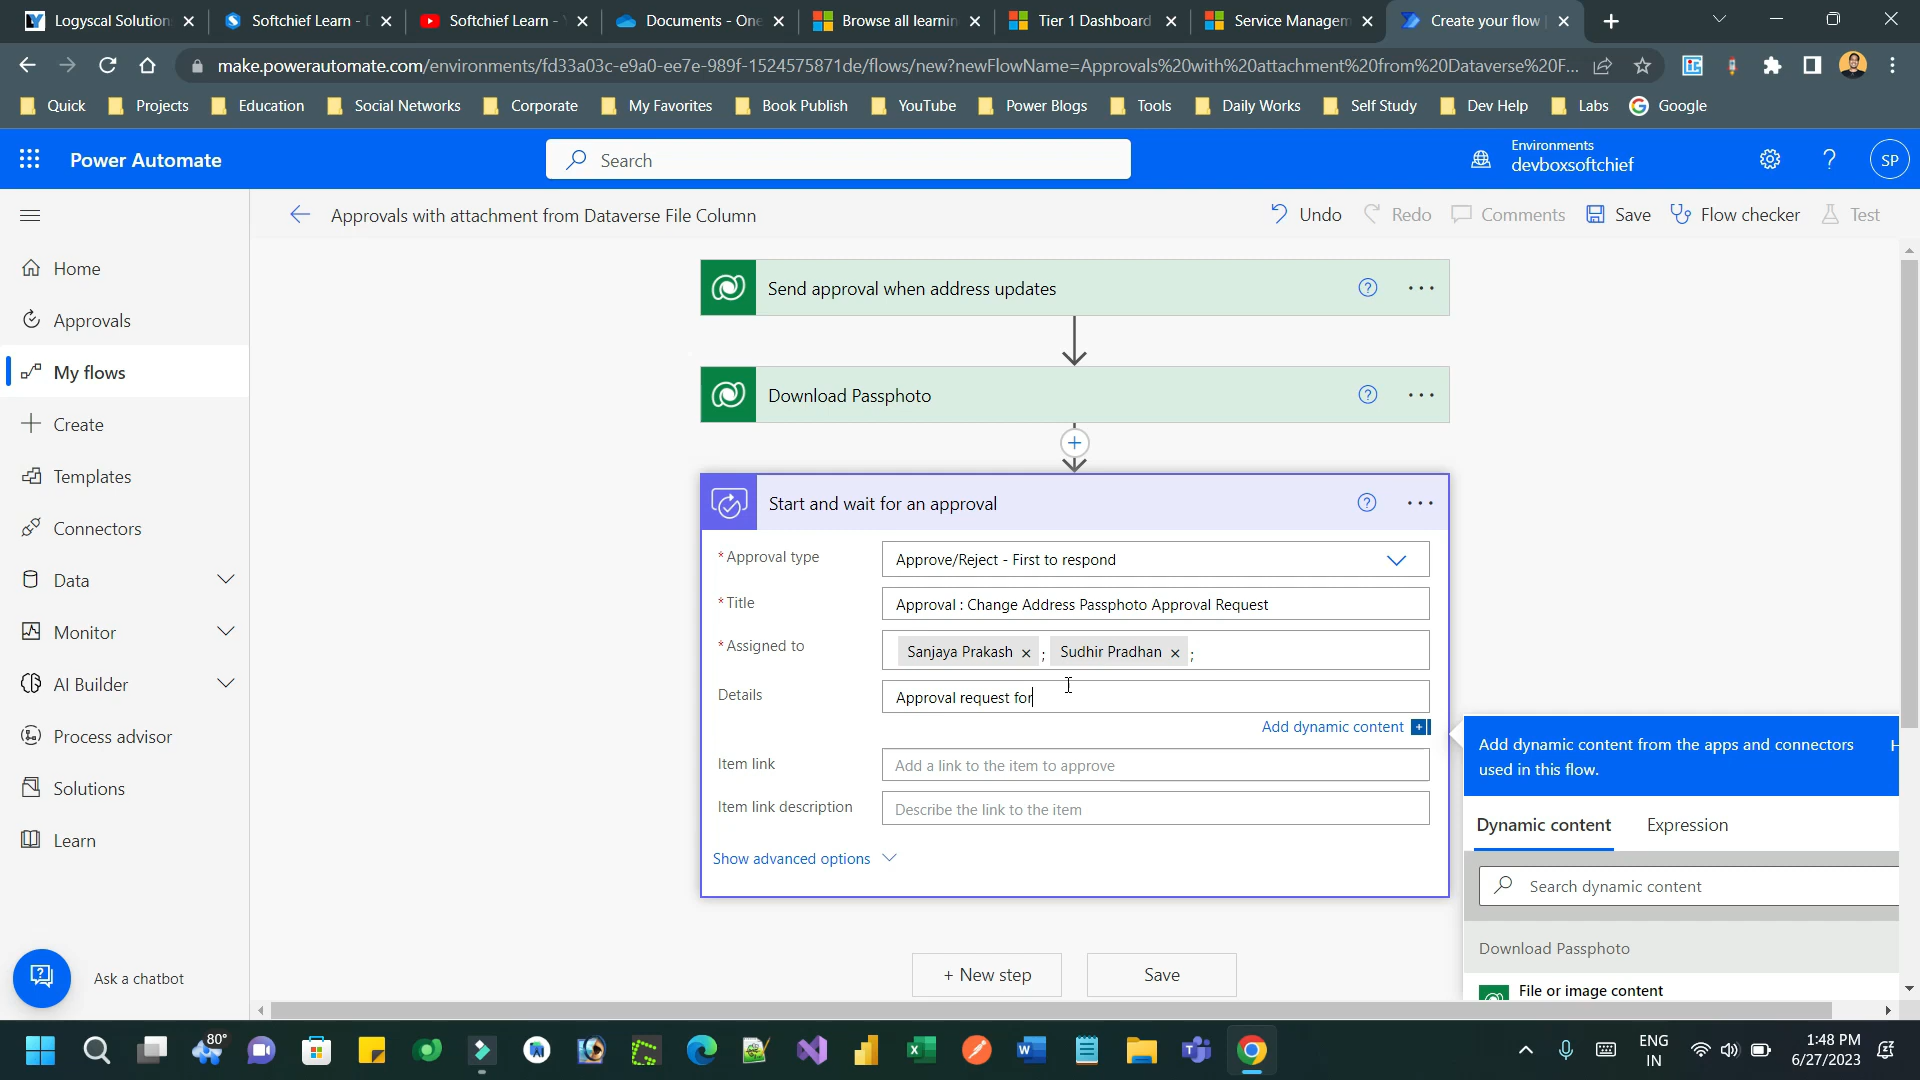 Logyscal Solution
Softchief Learn -
Softchief Learn -
Documents - One
Browse all learnin
Tier 1 Dashboard
Service Managem
Create your flow
make.powerautomate.com/environments/fd33a03c-e9a0-ee7e-989f-1524575871de/flows/new?newFlowName=Approvals%20with%20attachment%20from%20Dataverse%20F...
Quick
Projects
Education
Social Networks
Corporate
My Favorites
Book Publish
YouTube
Power Blogs
Tools
Daily Works
Self Study
Dev Help
Labs
Google
Power Automate
Search
Environments
devboxsoftchief
SP
Approvals with attachment from Dataverse File Column
Undo
Redo
Comments
Save
Flow checker
Test
Home
Approvals
My flows
Create
Templates
Connectors
Data
Monitor
AI Builder
Process advisor
Solutions
Learn
Ask a chatbot
Send approval when address updates
Download Passphoto
Start and wait for an approval
* Approval type
Approve/Reject - First to respond
* Title
Approval : Change Address Passphoto Approval Request
* Assigned to
Sanjaya Prakash × ; Sudhir Pradhan × ;
Details
Approval request for
Add dynamic content
Item link
Add a link to the item to approve
Item link description
Describe the link to the item
Show advanced options
+ New step
Save
Add dynamic content from the apps and connectors
used in this flow.
Dynamic content
Expression
Search dynamic content
Download Passphoto
File or image content
80°
ENG
IN
1:48 PM
6/27/2023